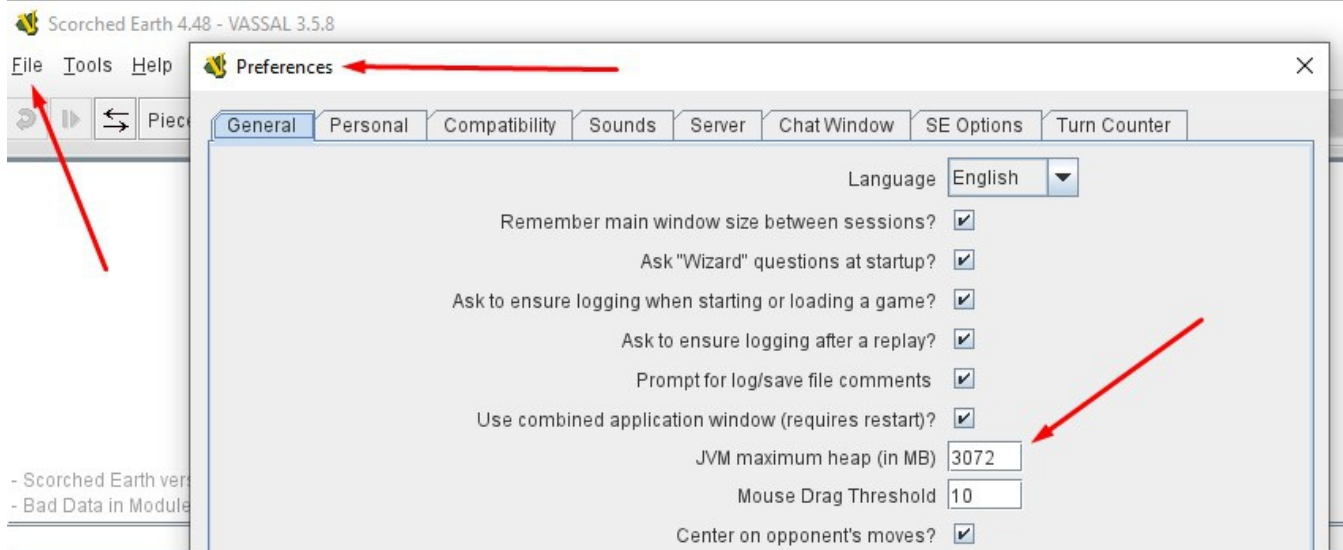 Scorched Earth 4.48 - VASSAL 3.5.8
File Tools Help
Preferences
Piece
General Personal Compatibility Sounds Server Chat Window SE Options Turn Counter
Language English
Remember main window size between sessions?
Ask "Wizard" questions at startup?
Ask to ensure logging when starting or loading a game?
Ask to ensure logging after a replay?
Prompt for log/save file comments
Use combined application window (requires restart)?
JVM maximum heap (in MB) 3072
- Scorched Earth vers
Mouse Drag Threshold 10
- Bad Data in Module
Center on opponent's moves?